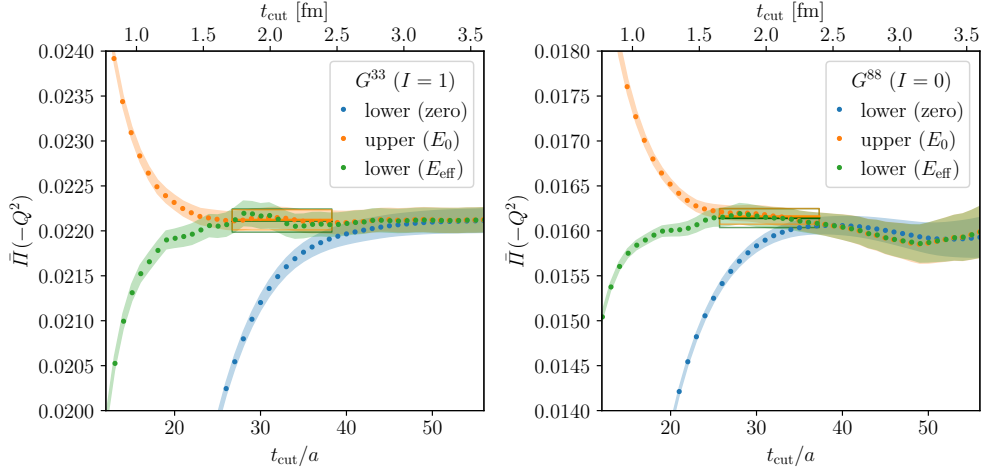 t_cut [fm]
1.0 1.5 2.0 2.5 3.0 3.5
0.0240
0.0235
0.0230
0.0225
0.0220
0.0215
0.0210
0.0205
0.0200
Π̄(−Q²)
G³³ (I = 1)
lower (zero)
upper (E₀)
lower (E_eff)
20 30 40 50
t_cut/a
t_cut [fm]
1.0 1.5 2.0 2.5 3.0 3.5
0.0180
0.0175
0.0170
0.0165
0.0160
0.0155
0.0150
0.0145
0.0140
Π̄(−Q²)
G⁸⁸ (I = 0)
lower (zero)
upper (E₀)
lower (E_eff)
20 30 40 50
t_cut/a